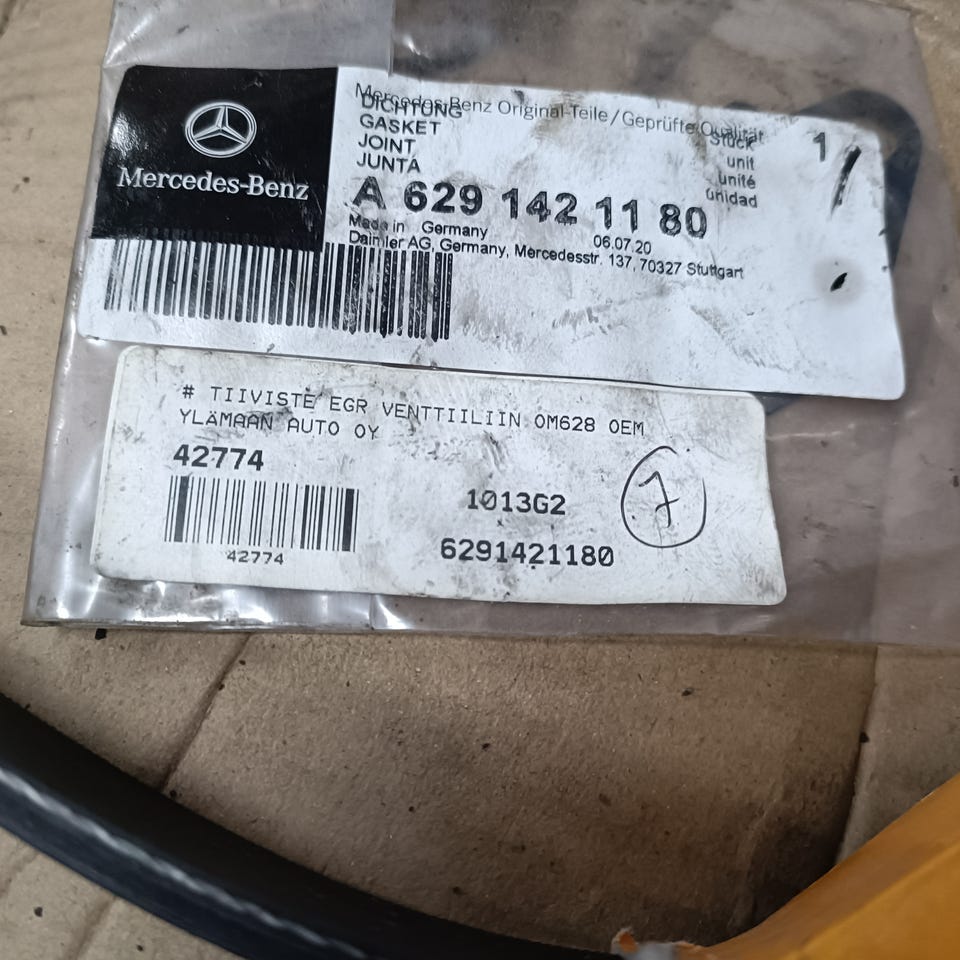 Mercedes-Benz Original-Teile/Geprüfte Qualität
DICHTUNG
GASKET
JOINT
JUNTA
Stück
unit
unité
unidad
1
Mercedes-Benz
A 629 142 11 80
Made in Germany
06.07.20
Daimler AG, Germany, Mercedesstr. 137, 70327 Stuttgart
# TIIVISTE EGR VENTTIILIIN OM628 OEM
YLÄMAAN AUTO OY
42774
1013G2
7
42774
6291421180